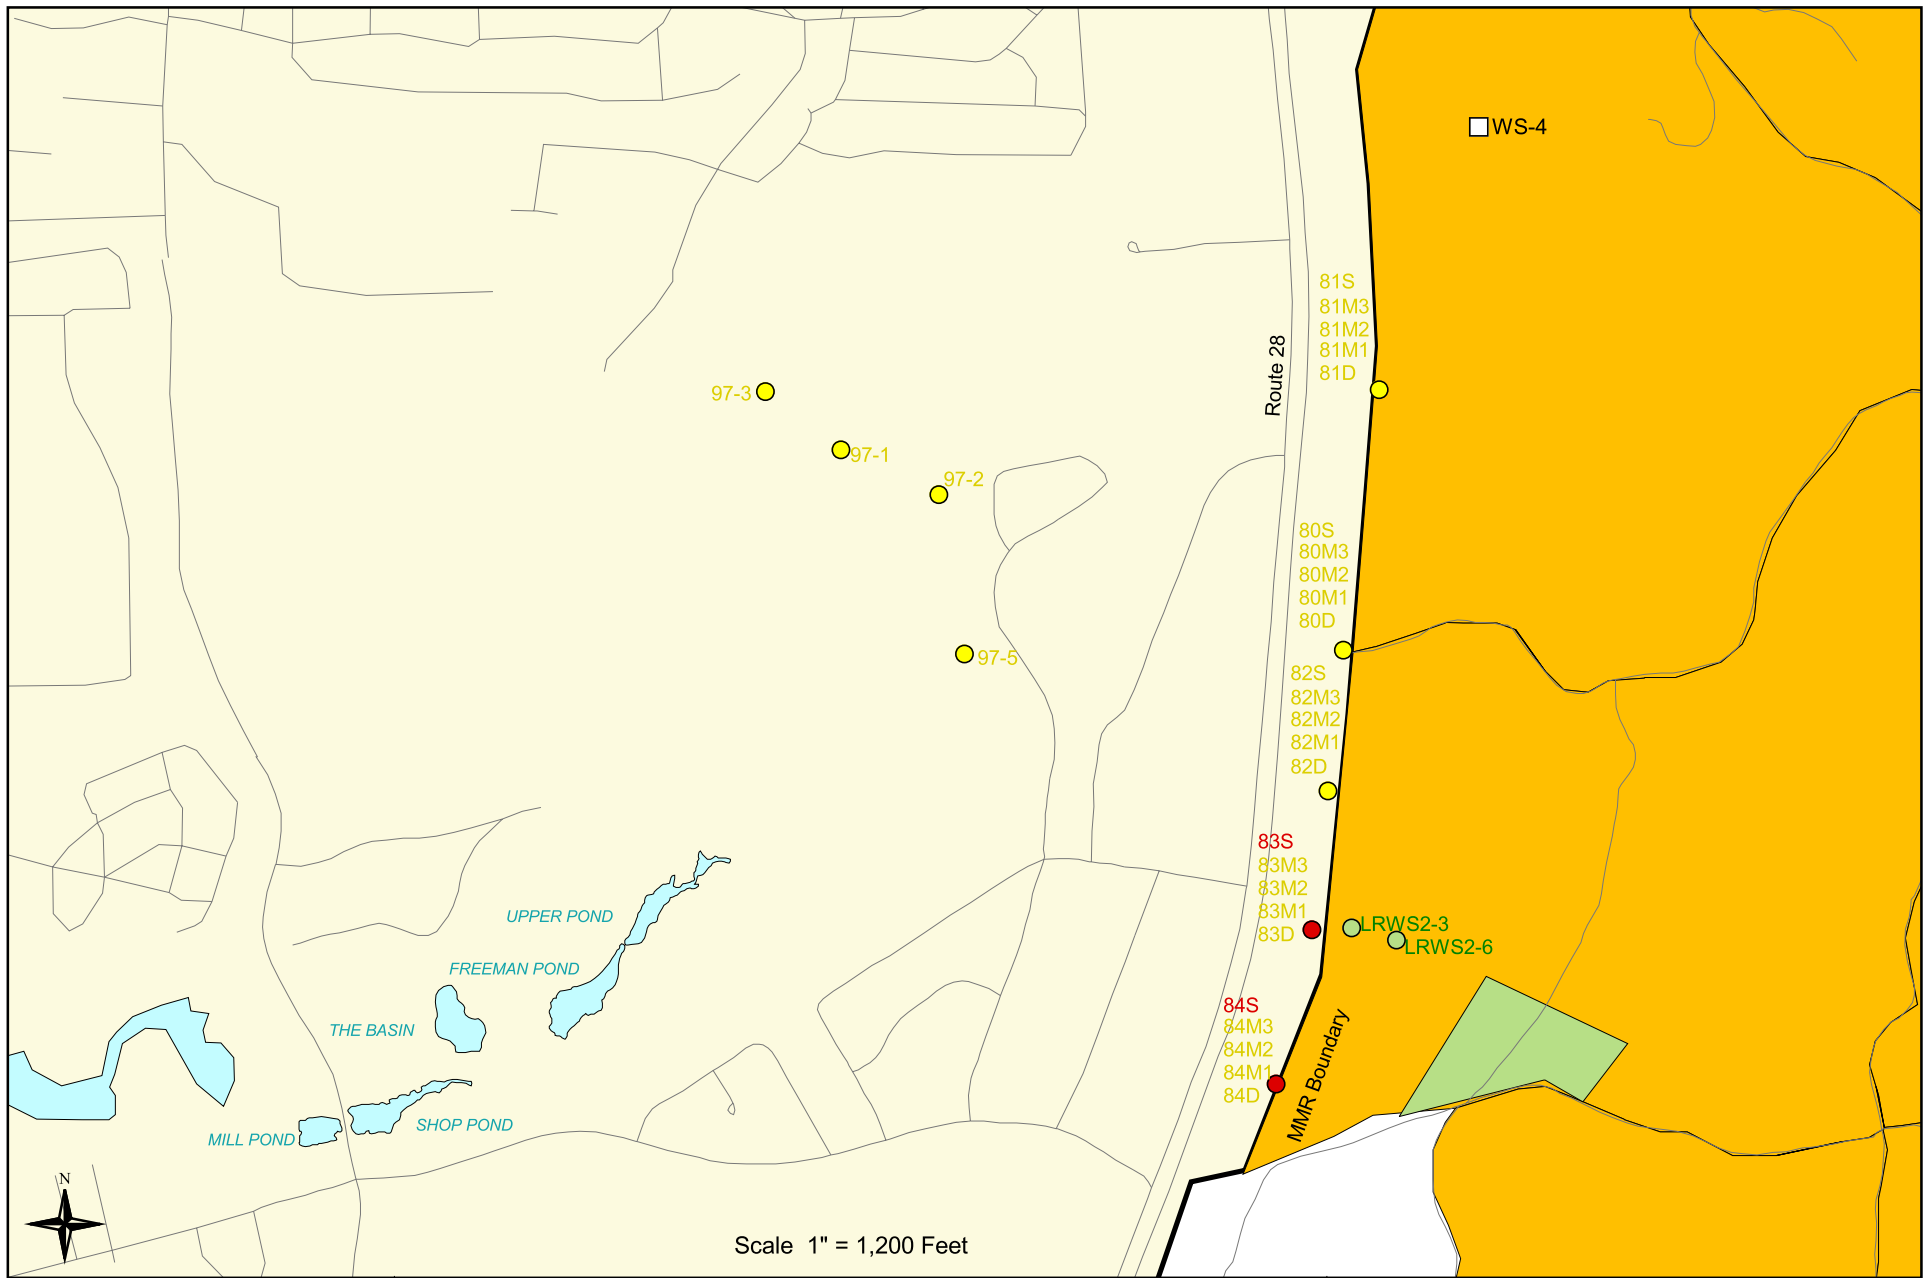 WS-4
81S
81M3
81M2
81M1
81D
Route 28
97-3
97-1
97-2
80S
80M3
80M2
80M1
80D
97-5
82S
82M3
82M2
82M1
82D
83S
83M3
83M2
83M1
83D
LRWS2-3
LRWS2-6
UPPER POND
FREEMAN POND
THE BASIN
84S
84M3
84M2
84M1
84D
MMR Boundary
SHOP POND
MILL POND
N
Scale 1" = 1,200 Feet